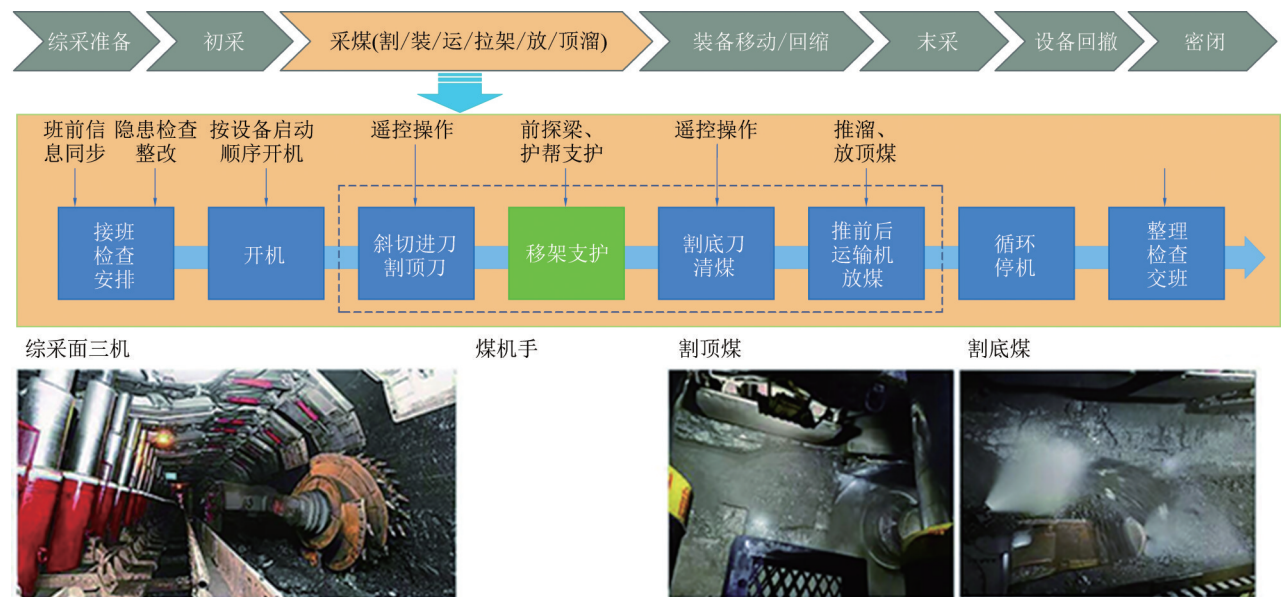 综采准备
初采
采煤(割/装/运/拉架/放/顶溜)
装备移动/回缩
末采
设备回撤
密闭
班前信
息同步
隐患检查
整改
按设备启动
顺序开机
遥控操作
前探梁、
护帮支护
遥控操作
推溜、
放顶煤
接班
检查
安排
开机
斜切进刀
割顶刀
移架支护
割底刀
清煤
推前后
运输机
放煤
循环
停机
整理
检查
交班
综采面三机
煤机手
割顶煤
割底煤